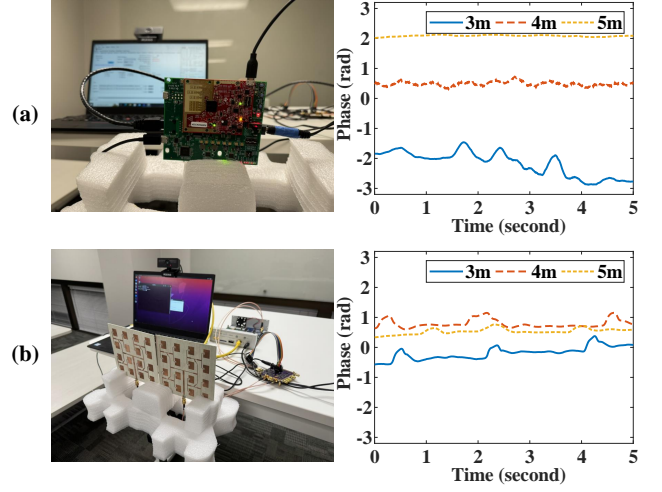 (a)
Phase (rad)
3
2
1
0
-1
-2
-3
3m 4m 5m
0 1 2 3 4 5
Time (second)
(b)
Phase (rad)
3
2
1
0
-1
-2
-3
3m 4m 5m
0 1 2 3 4 5
Time (second)